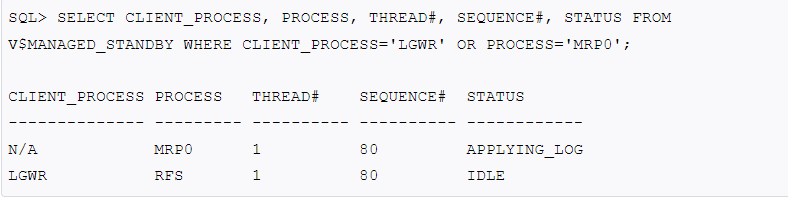 SQL> SELECT CLIENT_PROCESS, PROCESS, THREAD#, SEQUENCE#, STATUS FROM
V$MANAGED_STANDBY WHERE CLIENT_PROCESS='LGWR' OR PROCESS='MRP0';
CLIENT_PROCESS PROCESS   THREAD#    SEQUENCE#  STATUS
-------------- --------- ---------- ---------- ------------
N/A            MRP0      1          80         APPLYING_LOG
LGWR           RFS       1          80         IDLE